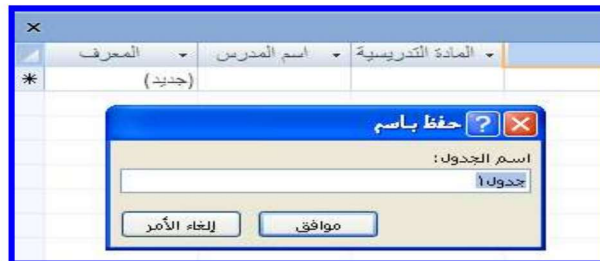 المعرف اسم المدرس المادة التدريسية
(جديد)
حفظ باسم
اسم الجدول:
جدول١
موافق إلغاء الأمر